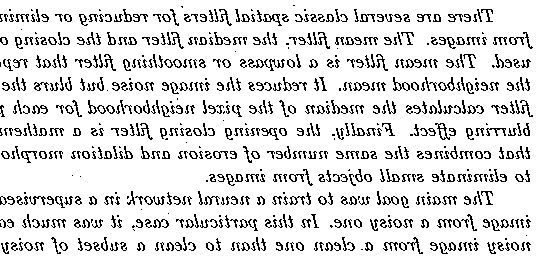 There are several classic spatial filters for reducing or elimin
from images. The mean filter, the median filter and the closing o
used. The mean filter is a lowpass or smoothing filter that rep
the neighborhood mean. It reduces the image noise but blurs the
filter calculates the median of the pixel neighborhood for each p
blurring effect. Finally, the opening closing filter is a mathem
that combines the same number of erosion and dilation morpho
to eliminate small objects from images.
The main goal was to train a neural network in a supervised
image from a noisy one. In this particular case, it was much ea
noisy image from a clean one than to clean a subset of noisy